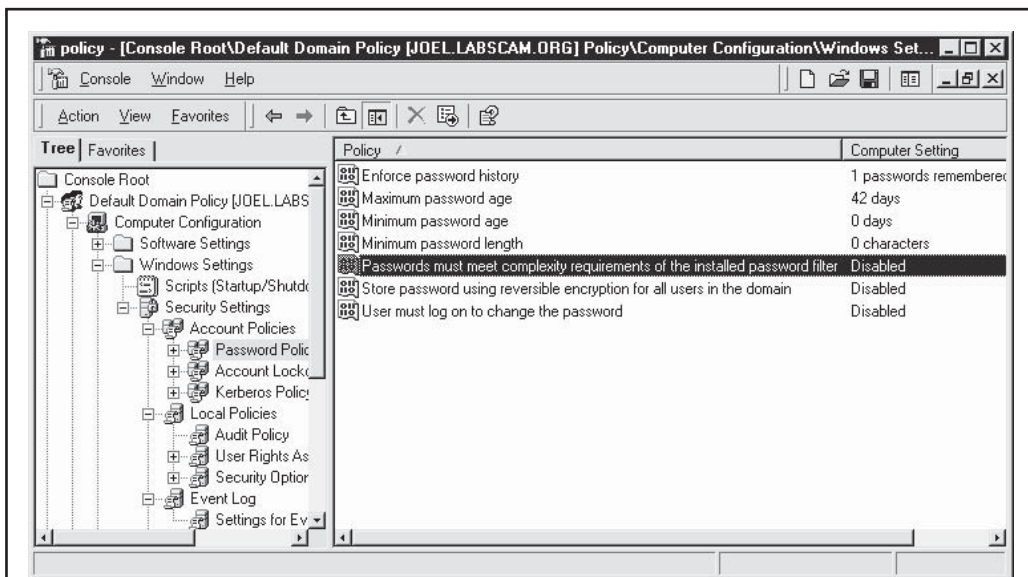 policy - [Console Root\Default Domain Policy [JOEL.LABSCAM.ORG] Policy\Computer Configuration\Windows Set...
Console Window Help
Action View Favorites
Tree Favorites
Console Root
Default Domain Policy [JOEL.LABS
Computer Configuration
Software Settings
Windows Settings
Scripts (Startup/Shutdo
Security Settings
Account Policies
Password Polic
Account Locko
Kerberos Policy
Local Policies
Audit Policy
User Rights As
Security Option
Event Log
Settings for Ev
Policy / Computer Setting
Enforce password history 1 passwords remembered
Maximum password age 42 days
Minimum password age 0 days
Minimum password length 0 characters
Passwords must meet complexity requirements of the installed password filter Disabled
Store password using reversible encryption for all users in the domain Disabled
User must log on to change the password Disabled